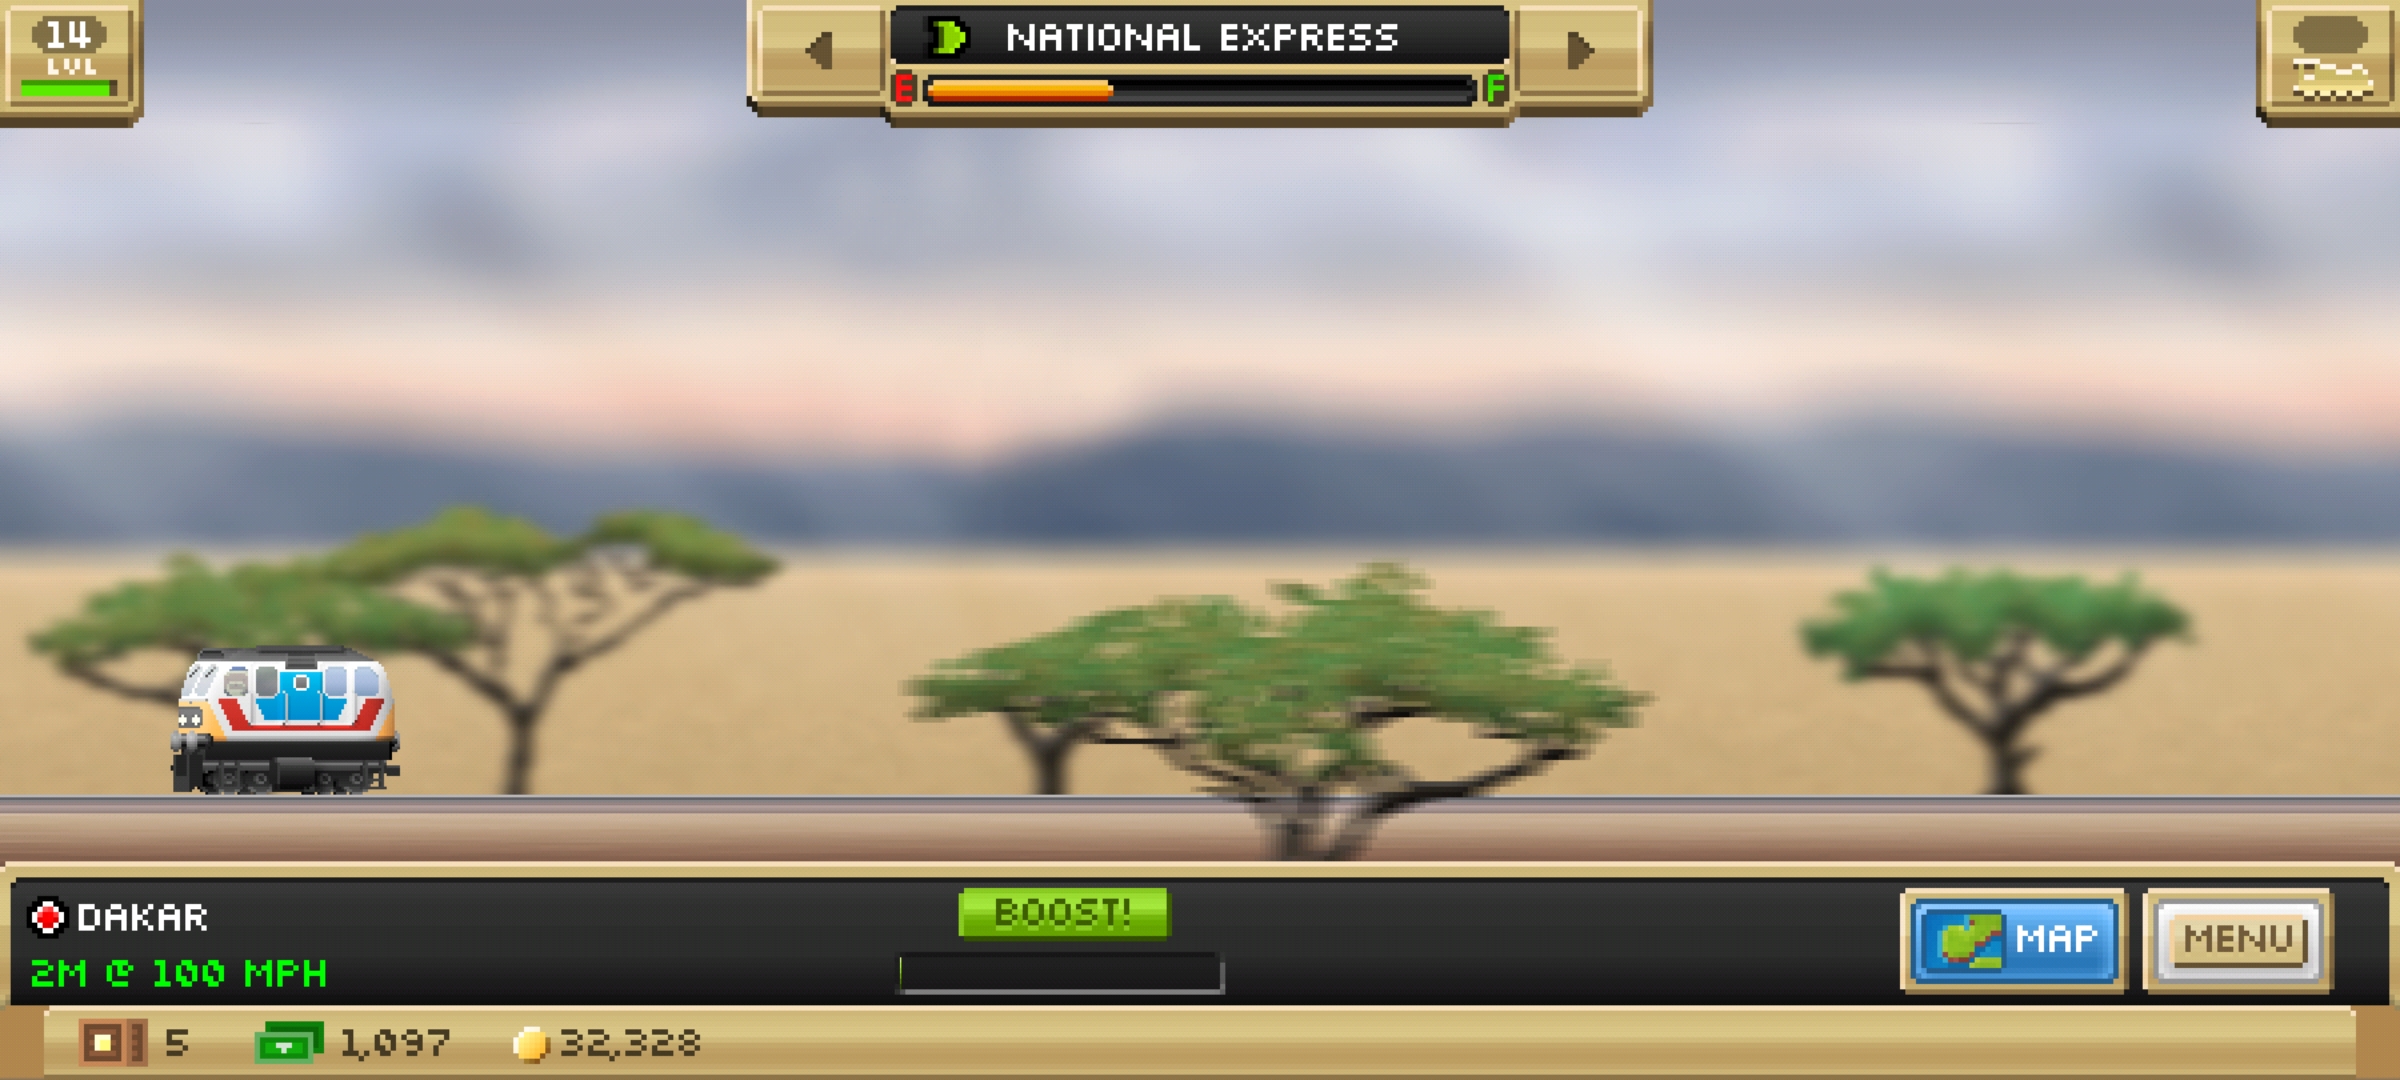 14
LVL
NATIONAL EXPRESS
E F
DAKAR
2M @ 100 MPH
BOOST!
MAP
MENU
5 1,097 32,328